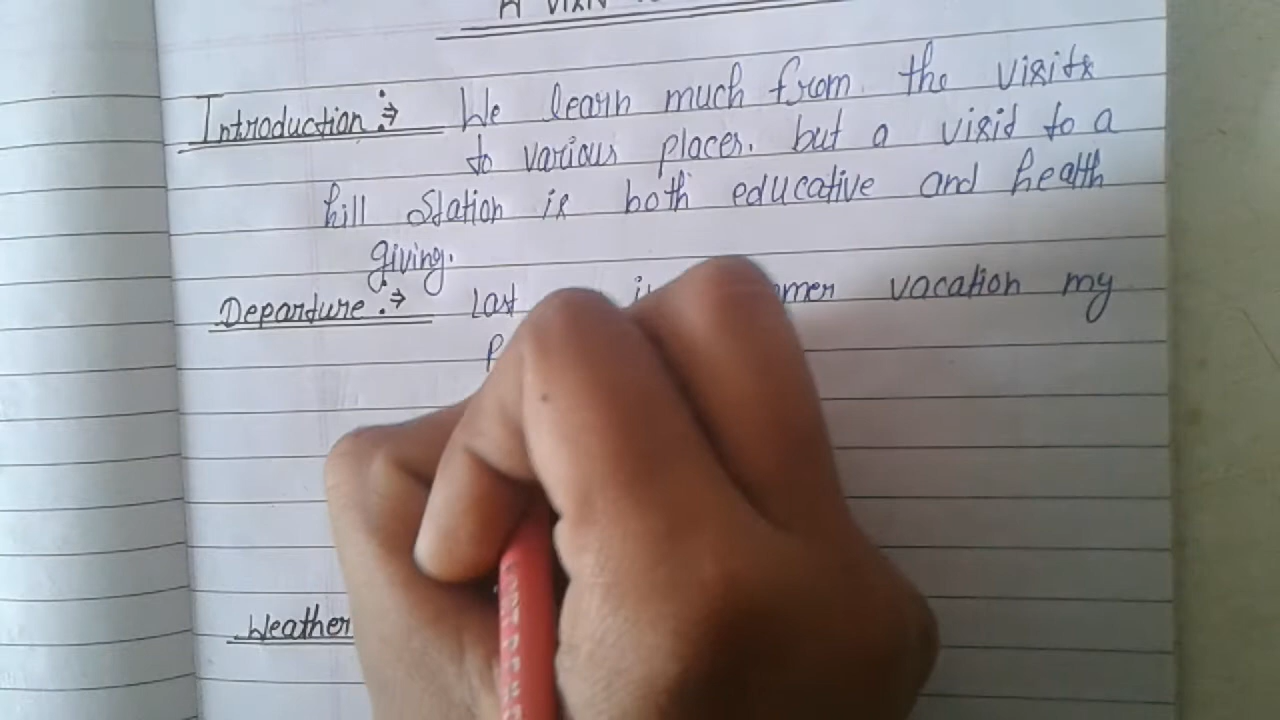 A
Introduction :→ We learn much from the visits
to various places. but a visit to a
hill station is both educative and health
giving.
Departure :→ Last vacation my
Weather